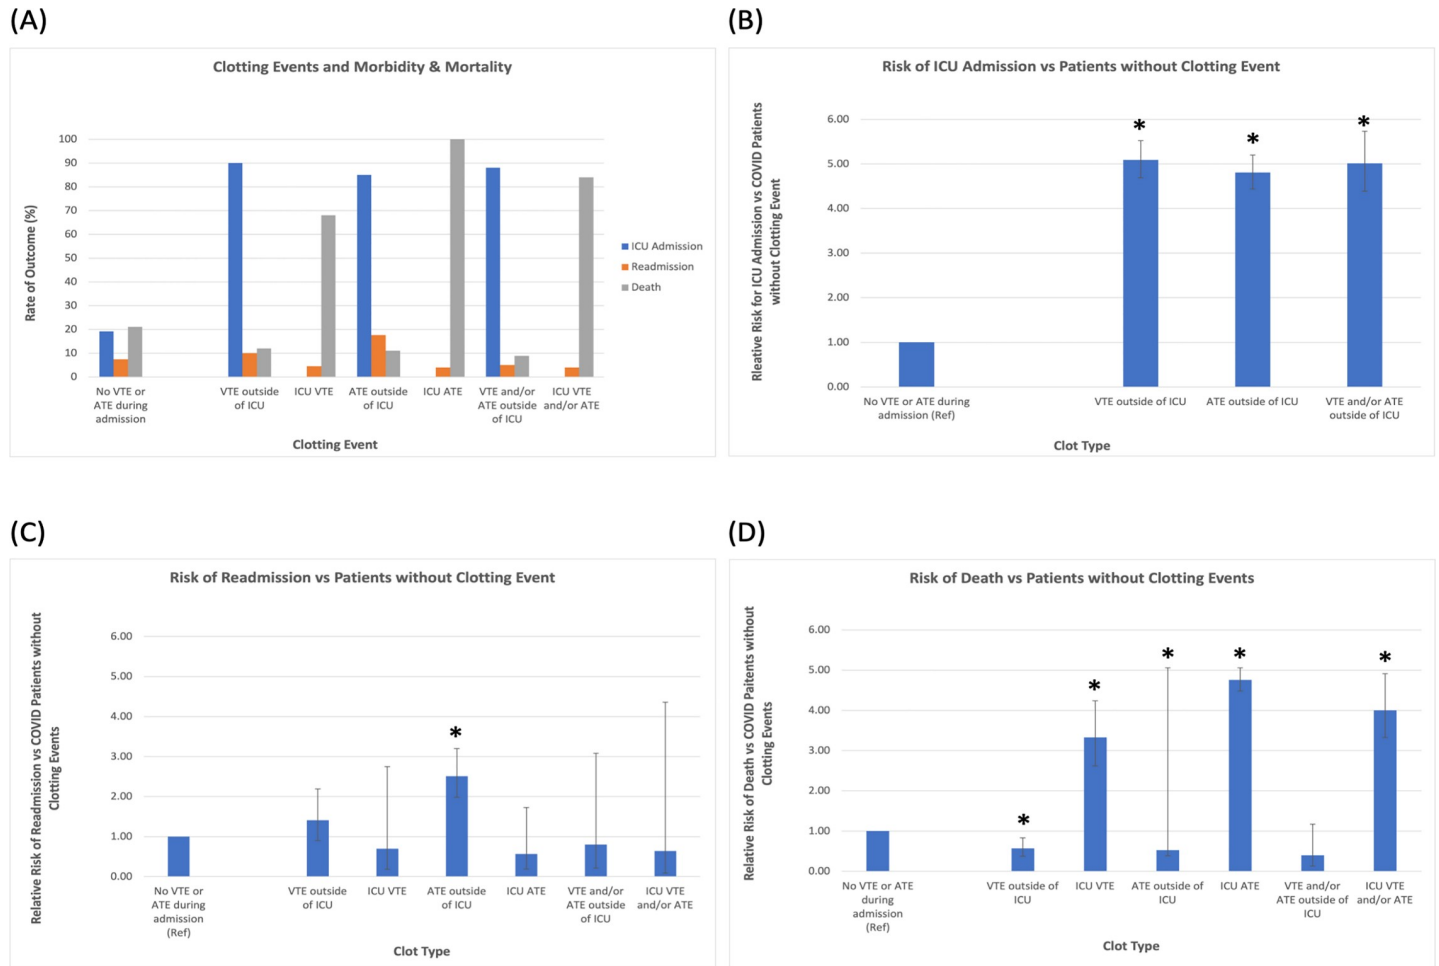 (A)
Clotting Events and Morbidity & Mortality
Rate of Outcome (%)
100
90
80
70
60
50
40
30
20
10
0
ICU Admission
Readmission
Death
No VTE or
ATE during
admission
VTE outside
of ICU
ICU VTE
ATE outside
of ICU
ICU ATE
VTE and/or
ATE outside
of ICU
ICU VTE
and/or ATE
Clotting Event
(B)
Risk of ICU Admission vs Patients without Clotting Event
Rleative Risk for ICU Admission vs COVID Patients
without Clotting Event
6.00
5.00
4.00
3.00
2.00
1.00
0.00
*
*
*
No VTE or ATE during
admission (Ref)
VTE outside of ICU
ATE outside of ICU
VTE and/or ATE
outside of ICU
Clot Type
(C)
Risk of Readmission vs Patients without Clotting Event
Relative Risk of Readmission vs COVID Patients without
Clotting Events
6.00
5.00
4.00
3.00
2.00
1.00
0.00
*
No VTE or
ATE during
admission
(Ref)
VTE outside
of ICU
ICU VTE
ATE outside
of ICU
ICU ATE
VTE and/or
ATE outside
of ICU
ICU VTE
and/or ATE
Clot Type
(D)
Risk of Death vs Patients without Clotting Events
Relative Risk of Death vs COVID Paitents without
Clotting Events
6.00
5.00
4.00
3.00
2.00
1.00
0.00
*
*
*
*
*
No VTE or ATE
during
admission
(Ref)
VTE outside of
ICU
ICU VTE
ATE outside of
ICU
ICU ATE
VTE and/or
ATE outside of
ICU
ICU VTE
and/or ATE
Clot Type